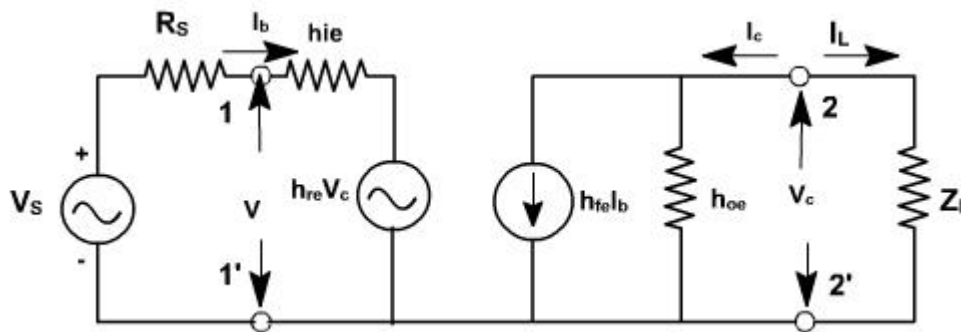 RS
Ib
hie
Ic
IL
1
2
+
VS
-
V
hreVc
hfeIb
hoe
Vc
1'
2'